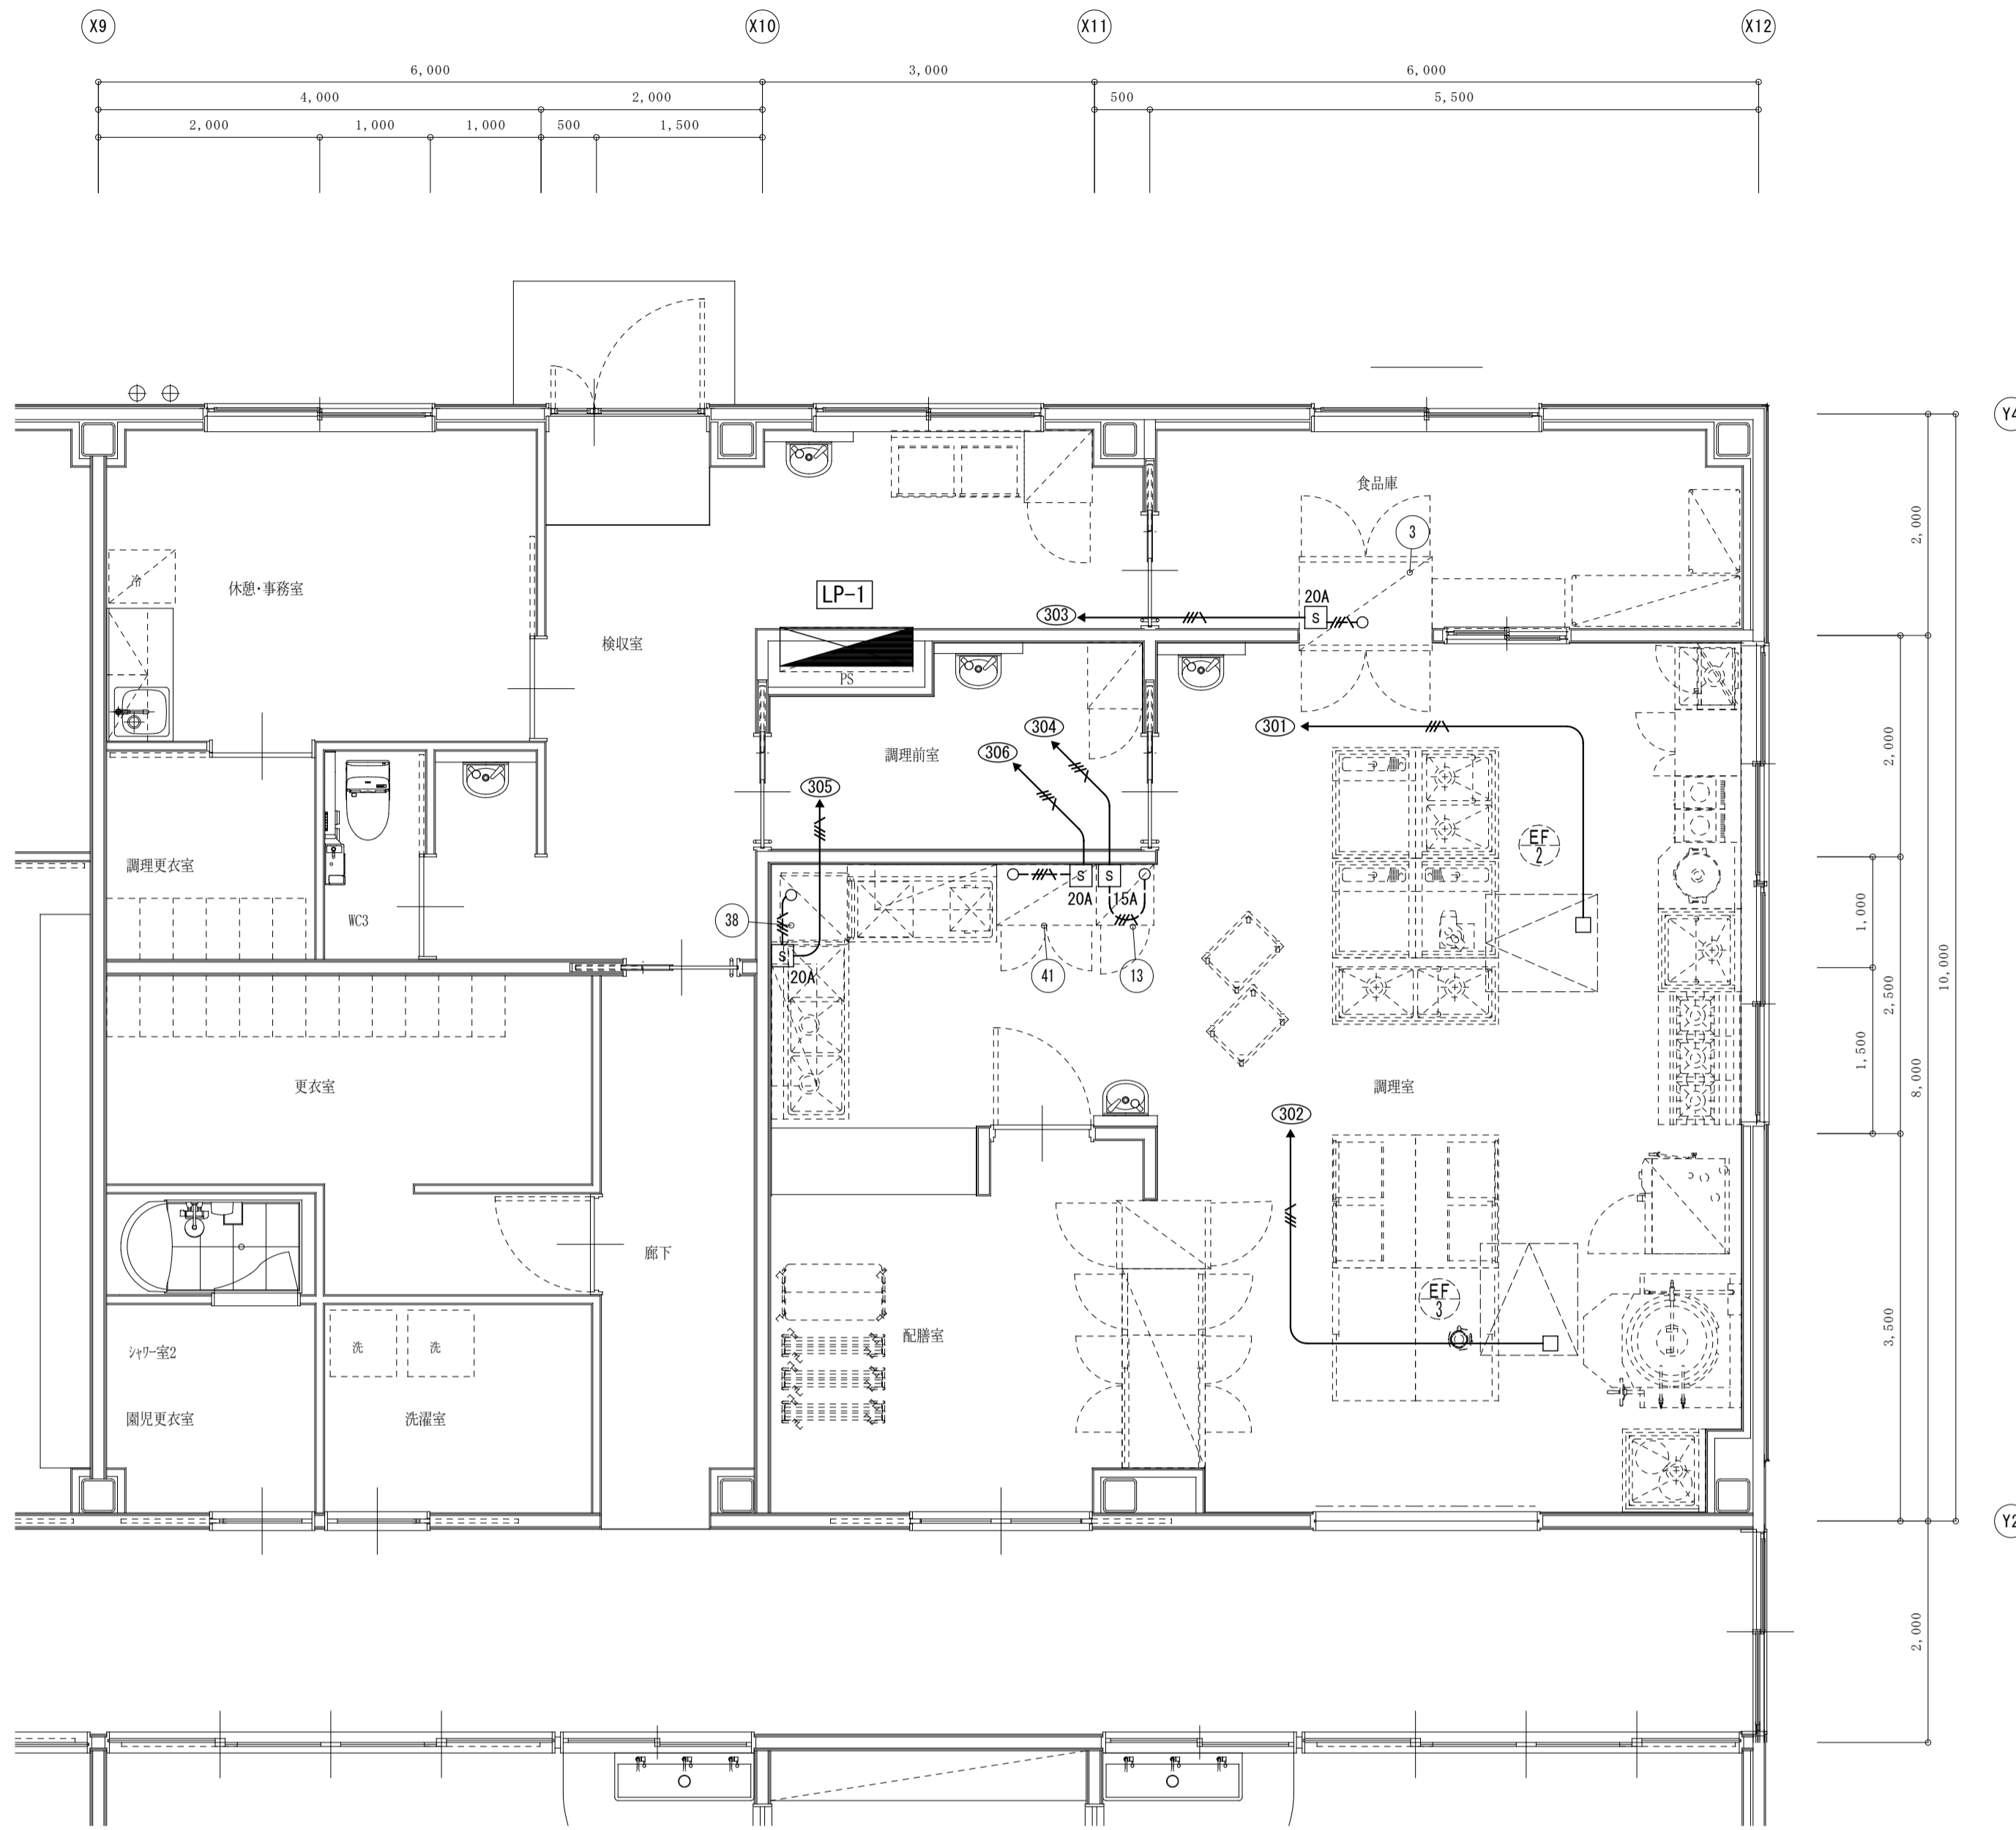 X9
X10
X11
X12
6,000
3,000
6,000
4,000
2,000
500
5,500
2,000
1,000
1,000
500
1,500
Y4
食品庫
3
2,000
冷
休憩・事務室
LP-1
20A
S
303
検収室
PS
304
301
306
調理前室
305
2,000
EF
2
調理更衣室
S
S
20A
15A
38
WC3
1,000
S
20A
41
13
2,500
10,000
1,500
更衣室
調理室
8,000
302
廊下
EF
3
配膳室
3,500
シャワー室2
洗
洗
園児更衣室
洗濯室
Y2
2,000